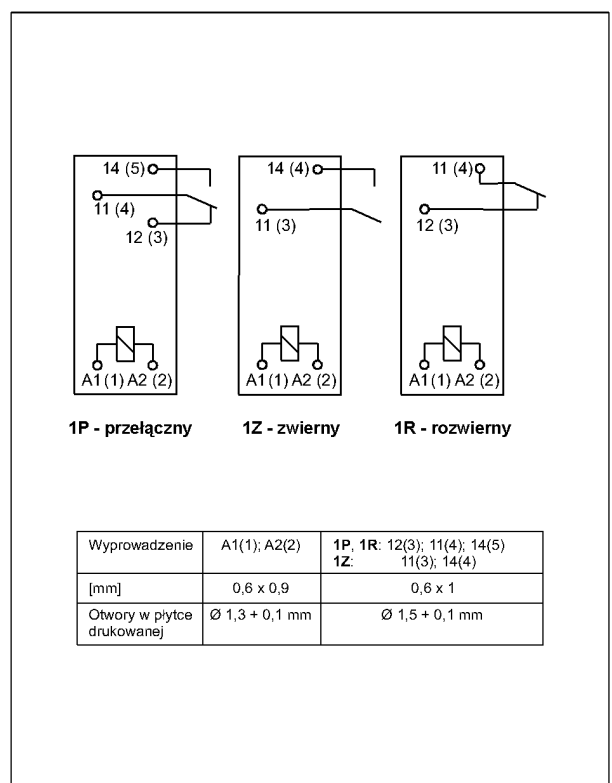 14 (5)
11 (4)
12 (3)
A1 (1) A2 (2)
1P - przełączny
14 (4)
11 (3)
A1 (1) A2 (2)
1Z - zwierny
11 (4)
12 (3)
A1 (1) A2 (2)
1R - rozwierny
Wyprowadzenie A1(1); A2(2) 1P, 1R: 12(3); 11(4); 14(5)
1Z: 11(3); 14(4)
[mm] 0,6 x 0,9 0,6 x 1
Otwory w płytce Ø 1,3 + 0,1 mm Ø 1,5 + 0,1 mm
drukowanej